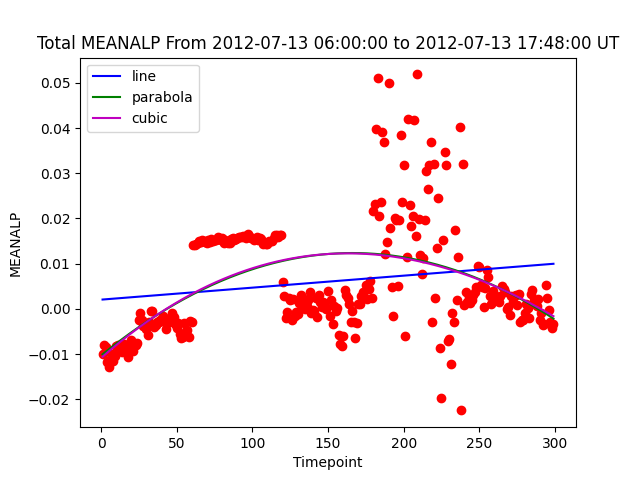 Total MEANALP From 2012-07-13 06:00:00 to 2012-07-13 17:48:00 UT
line
parabola
cubic
0.05
0.04
0.03
0.02
0.01
0.00
−0.01
−0.02
MEANALP
0 50 100 150 200 250 300
Timepoint